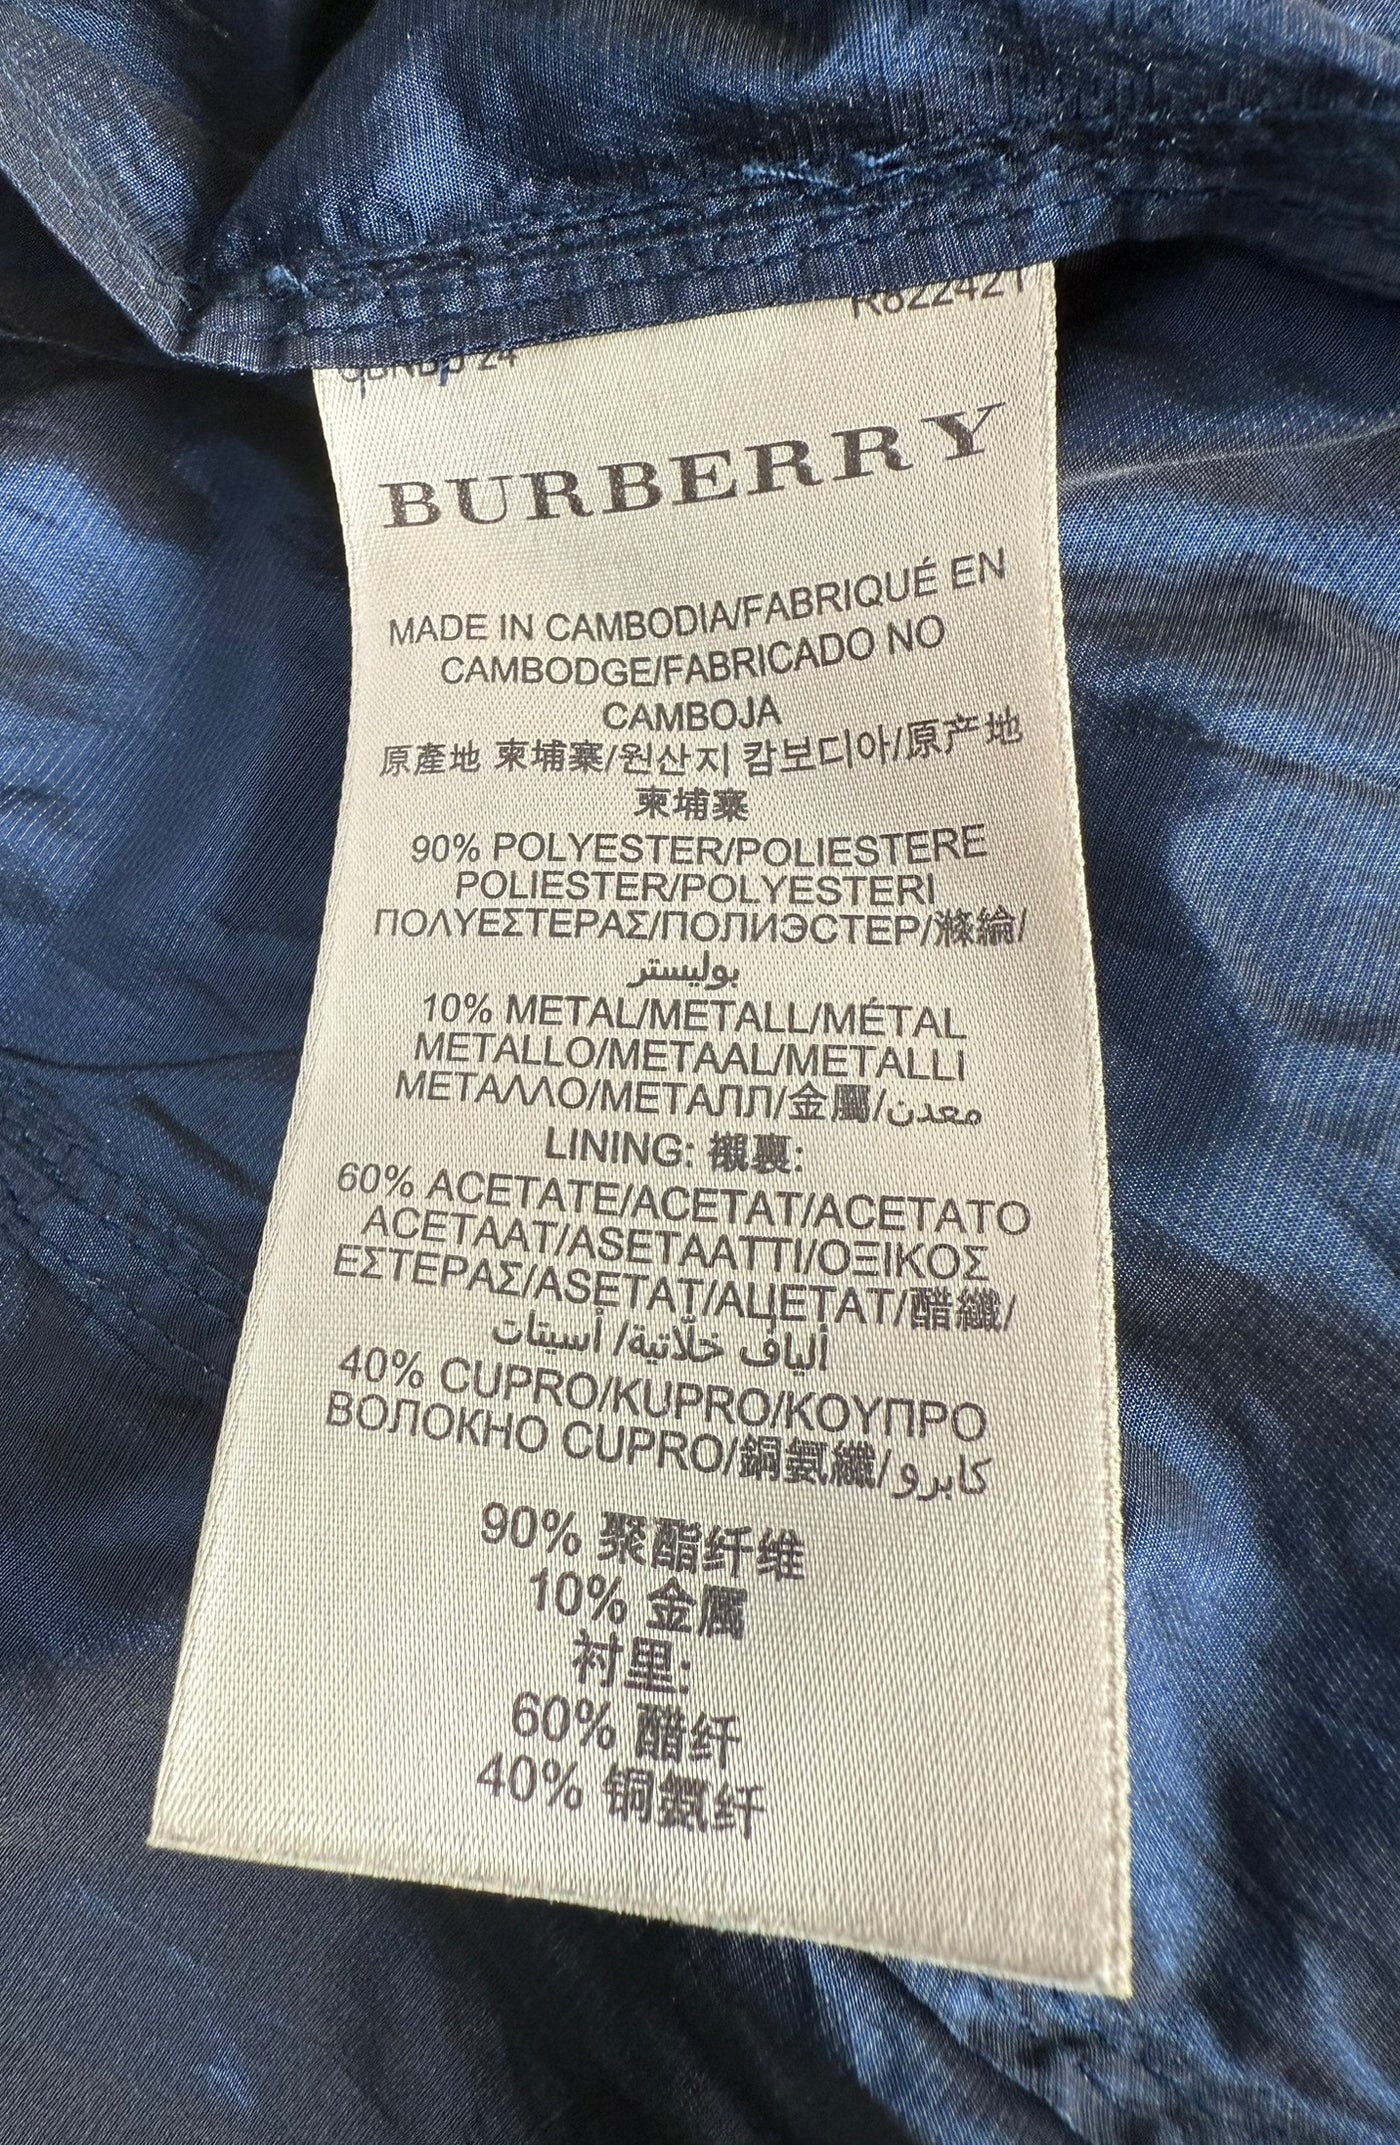 R622421
BURBERRY
MADE IN CAMBODIA/FABRIQUÉ EN
CAMBODGE/FABRICADO NO
CAMBOJA
原產地 柬埔寨/원산지 캄보디아/原产地
柬埔寨
90% POLYESTER/POLIESTERE
POLIESTER/POLYESTERI
ΠΟΛΥΕΣΤΕΡΑΣ/ПОЛИЭСТЕР/滌綸/
بوليستر
10% METAL/METALL/MÉTAL
METALLO/METAAL/METALLI
ΜΕΤΑΛΛΟ/МЕТАЛЛ/金屬/معدن
LINING: 襯裏:
60% ACETATE/ACETAT/ACETATO
ACETAAT/ASETAATTI/ΟΞΙΚΟΣ
ΕΣΤΕΡΑΣ/ASETAT/АЦЕТАТ/醋纖/
ألياف خلّاتية/ أسيتات
40% CUPRO/KUPRO/ΚΟΥΠΡΟ
ВОЛОКНО CUPRO/銅氨纖/كابرو
90% 聚酯纤维
10% 金属
衬里:
60% 醋纤
40% 铜氨纤